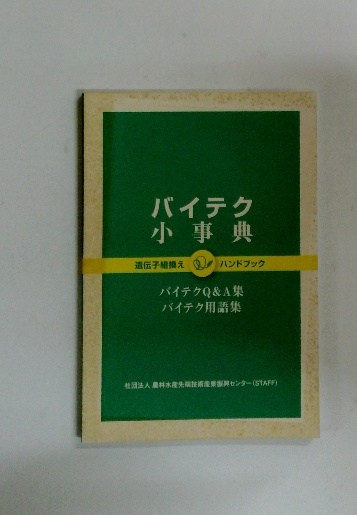 バイテク
小事典
遺伝子組換え ハンドブック
バイテクQ&A集
バイテク用語集
社団法人 農林水産先端技術産業振興センター(STAFF)